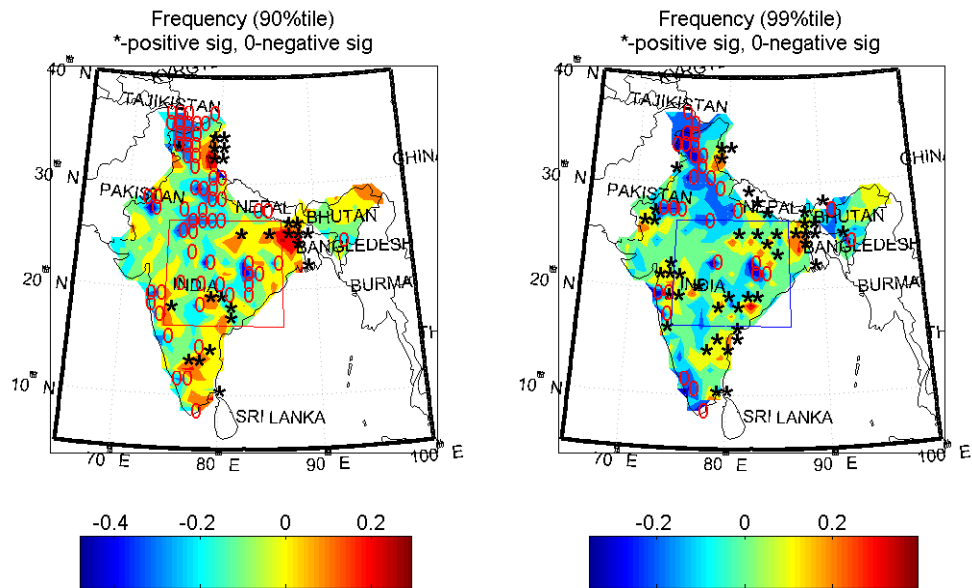 Frequency (90%tile)
*-positive sig, 0-negative sig
40° N
KYRGYZ
TAJIKISTAN
CHINA
30° N
PAKISTAN
NEPAL
BHUTAN
BANGLEDESH
20° N
INDIA
BURMA
TH
10° N
SRI LANKA
70° E
80° E
90° E
100° E
-0.4 -0.2 0 0.2
Frequency (99%tile)
*-positive sig, 0-negative sig
40° N
TAJIKISTAN
CHINA
30° N
PAKISTAN
NEPAL
BHUTAN
BANGLEDESH
20° N
INDIA
BURMA
TH
10° N
SRI LANKA
70° E
80° E
90° E
100° E
-0.2 0 0.2